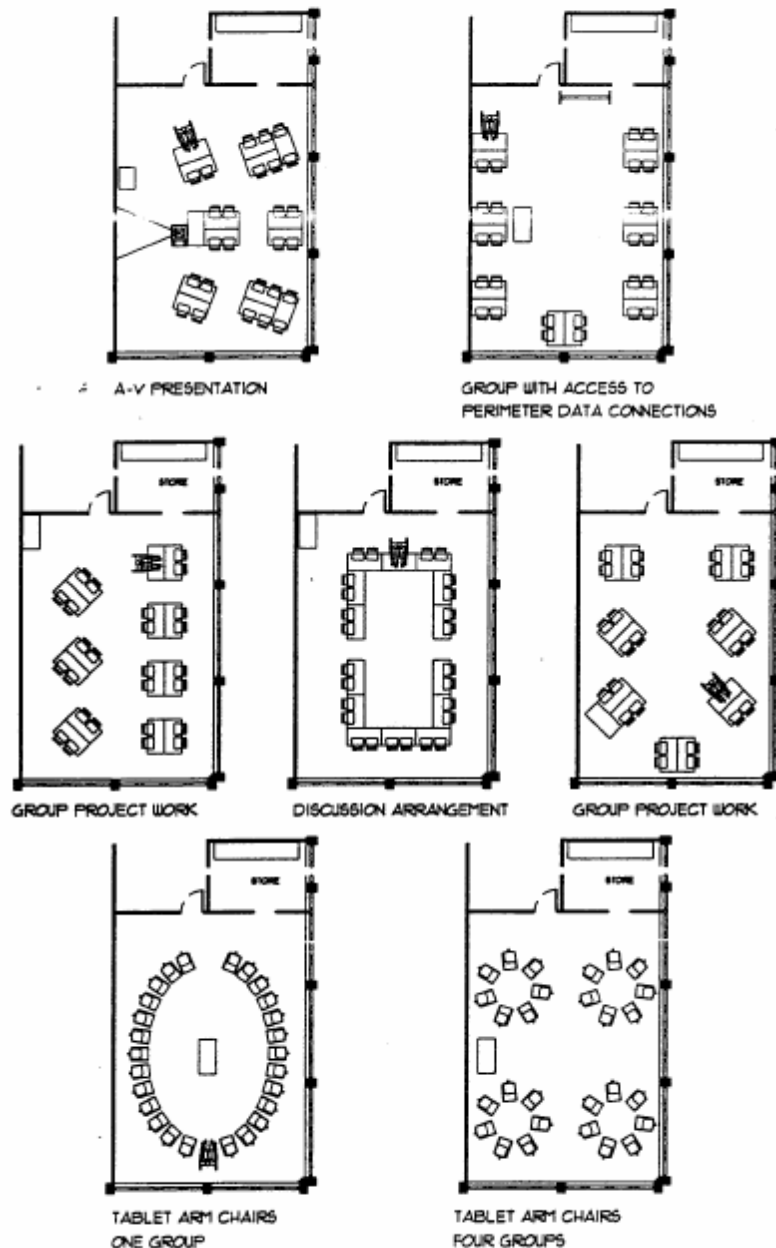 A-V PRESENTATION
GROUP WITH ACCESS TO
PERIMETER DATA CONNECTIONS
STORE
STORE
STORE
GROUP PROJECT WORK
DISCUSSION ARRANGEMENT
GROUP PROJECT WORK
STORE
STORE
TABLET ARM CHAIRS
ONE GROUP
TABLET ARM CHAIRS
FOUR GROUPS